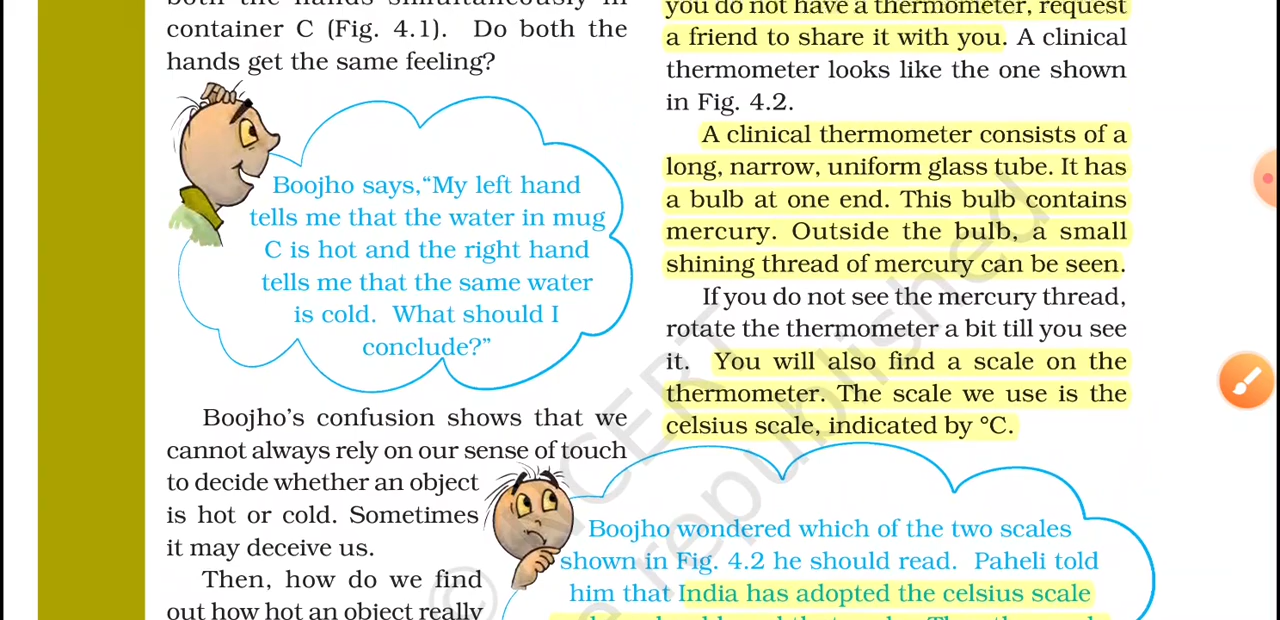 both the hands simultaneously in
container C (Fig. 4.1). Do both the
hands get the same feeling?
Boojho says,“My left hand
tells me that the water in mug
C is hot and the right hand
tells me that the same water
is cold. What should I
conclude?”
Boojho’s confusion shows that we
cannot always rely on our sense of touch
to decide whether an object
is hot or cold. Sometimes
it may deceive us.
Then, how do we find
out how hot an object really
you do not have a thermometer, request
a friend to share it with you. A clinical
thermometer looks like the one shown
in Fig. 4.2.
A clinical thermometer consists of a
long, narrow, uniform glass tube. It has
a bulb at one end. This bulb contains
mercury. Outside the bulb, a small
shining thread of mercury can be seen.
If you do not see the mercury thread,
rotate the thermometer a bit till you see
it. You will also find a scale on the
thermometer. The scale we use is the
celsius scale, indicated by °C.
Boojho wondered which of the two scales
shown in Fig. 4.2 he should read. Paheli told
him that India has adopted the celsius scale
© NCERT
republished